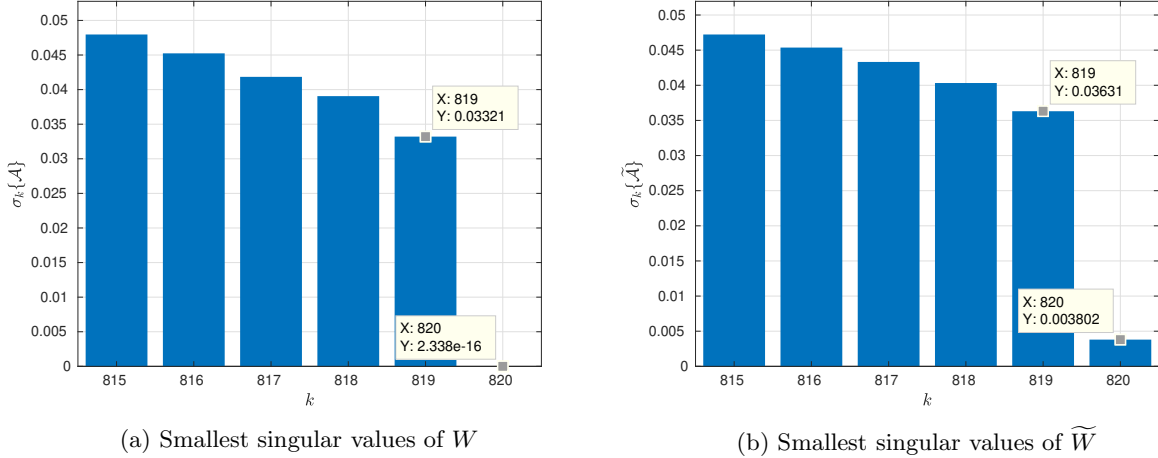 0.05
0.045
0.04
0.035
0.03
0.025
0.02
0.015
0.01
0.005
0
σk{𝒜}
X: 819
Y: 0.03321
X: 820
Y: 2.338e-16
815 816 817 818 819 820
k
(a) Smallest singular values of W
0.05
0.045
0.04
0.035
0.03
0.025
0.02
0.015
0.01
0.005
0
σk{𝒜̃}
X: 819
Y: 0.03631
X: 820
Y: 0.003802
815 816 817 818 819 820
k
(b) Smallest singular values of W̃